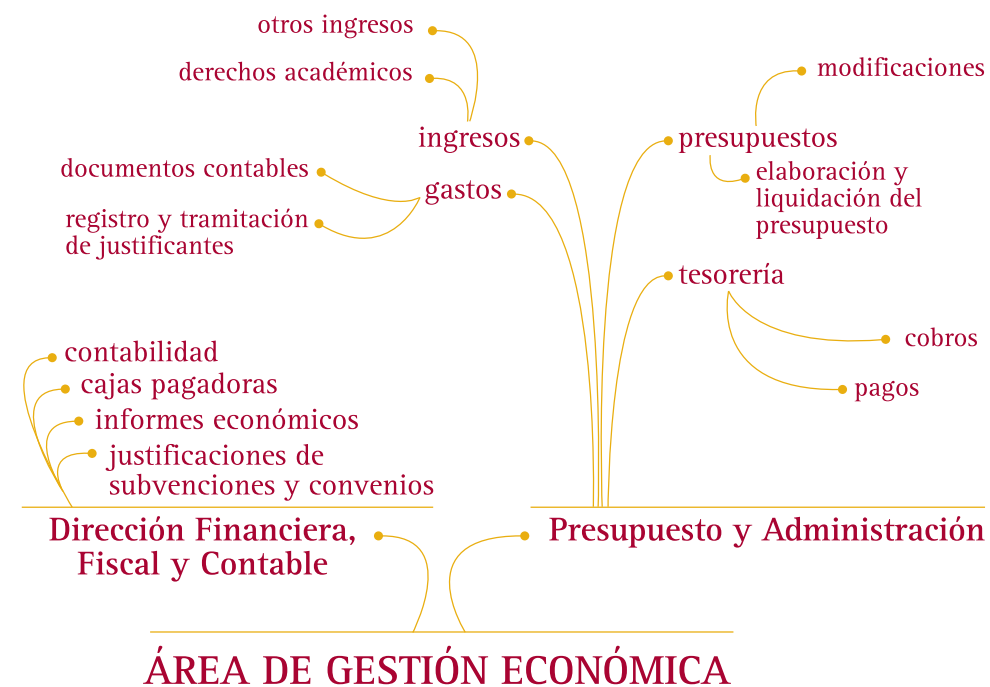 otros ingresos
derechos académicos
ingresos
documentos contables
gastos
registro y tramitación
de justificantes
modificaciones
presupuestos
elaboración y
liquidación del
presupuesto
tesorería
cobros
pagos
contabilidad
cajas pagadoras
informes económicos
justificaciones de
subvenciones y convenios
Dirección Financiera,
Fiscal y Contable
Presupuesto y Administración
ÁREA DE GESTIÓN ECONÓMICA